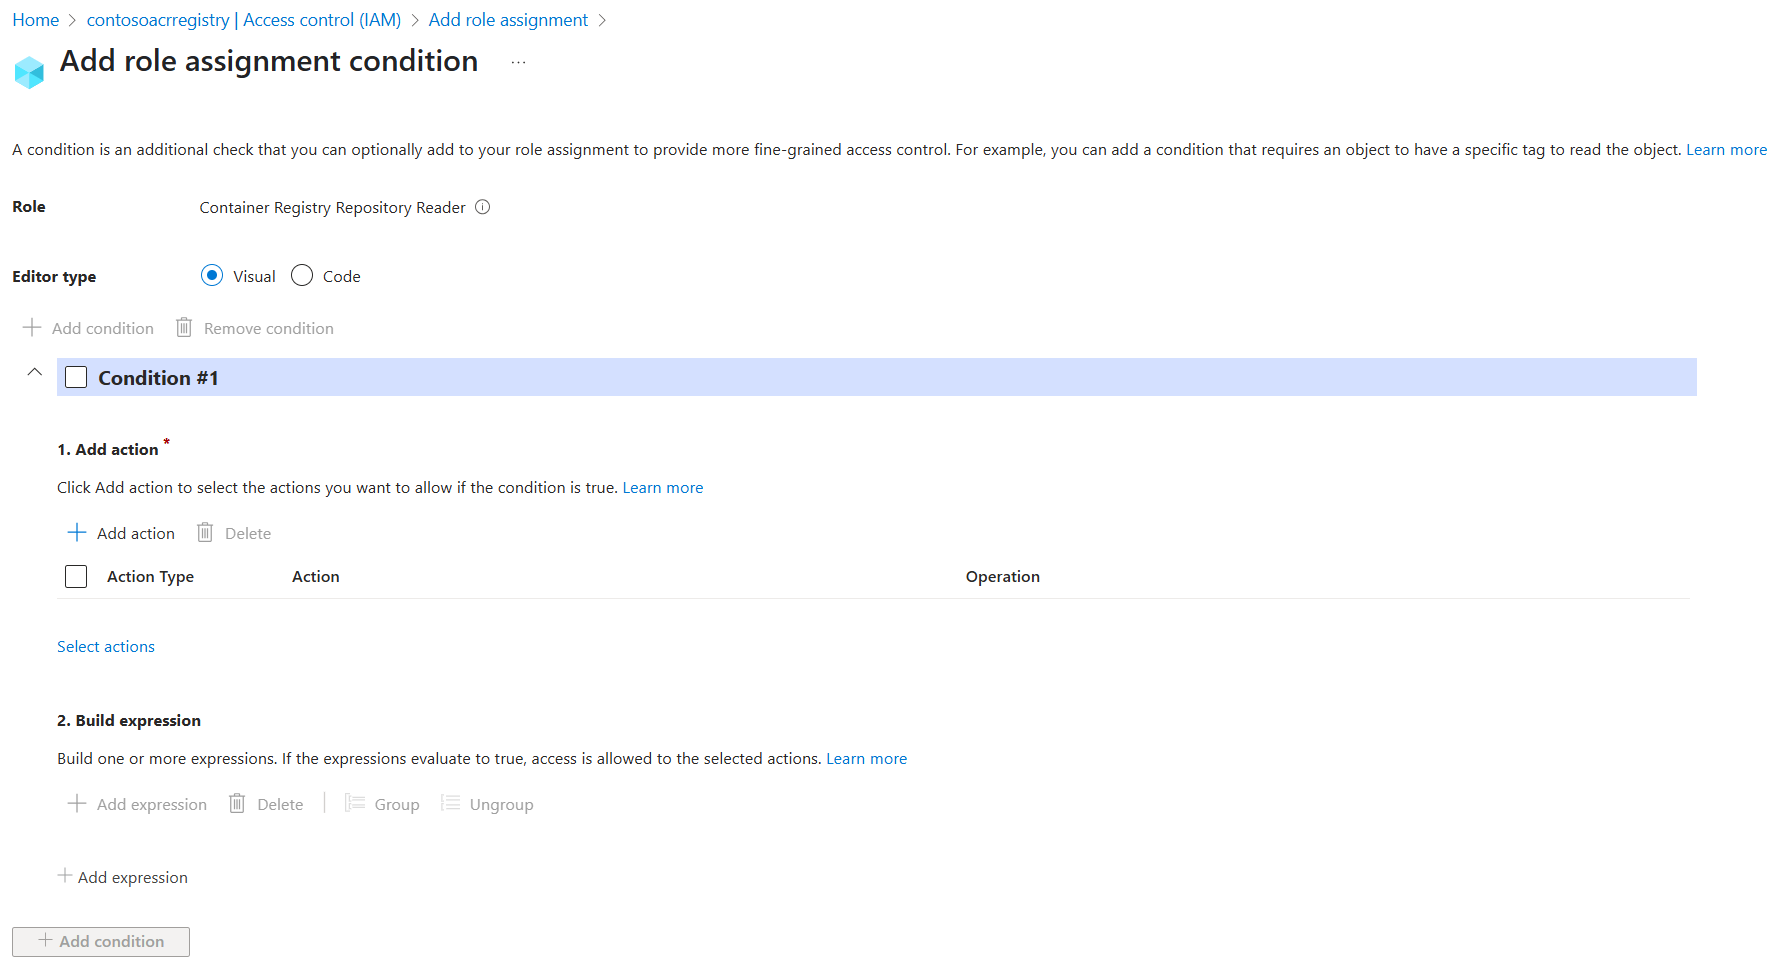 Home > contosoacrregistry | Access control (IAM) > Add role assignment >
Add role assignment condition ...
A condition is an additional check that you can optionally add to your role assignment to provide more fine-grained access control. For example, you can add a condition that requires an object to have a specific tag to read the object. Learn more
Role Container Registry Repository Reader
Editor type Visual Code
Add condition Remove condition
Condition #1
1. Add action *
Click Add action to select the actions you want to allow if the condition is true. Learn more
Add action Delete
Action Type Action Operation
Select actions
2. Build expression
Build one or more expressions. If the expressions evaluate to true, access is allowed to the selected actions. Learn more
Add expression Delete | Group Ungroup
+ Add expression
+ Add condition